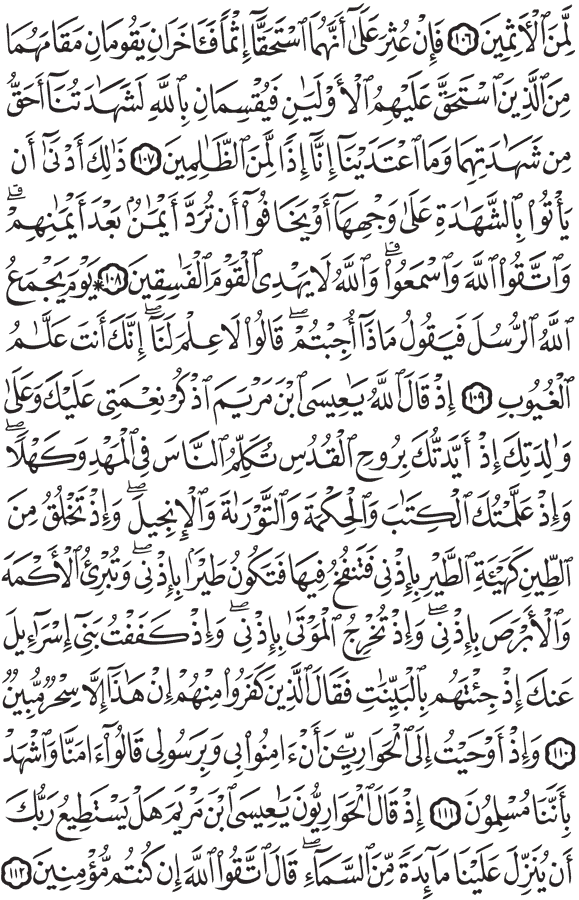 لَّمِنَ ٱلْأٓثِمِينَ ١٠٦ فَإِنْ عُثِرَ عَلَىٰٓ أَنَّهُمَا ٱسْتَحَقَّآ إِثْمًا فَـَٔاخَرَانِ يَقُومَانِ مَقَامَهُمَا
مِنَ ٱلَّذِينَ ٱسْتَحَقَّ عَلَيْهِمُ ٱلْأَوْلَيَـٰنِ فَيُقْسِمَانِ بِٱللَّهِ لَشَهَـٰدَتُنَآ أَحَقُّ
مِن شَهَـٰدَتِهِمَا وَمَا ٱعْتَدَيْنَآ إِنَّآ إِذًا لَّمِنَ ٱلظَّـٰلِمِينَ ١٠٧ ذَٰلِكَ أَدْنَىٰٓ أَن
يَأْتُوا۟ بِٱلشَّهَـٰدَةِ عَلَىٰ وَجْهِهَآ أَوْ يَخَافُوٓا۟ أَن تُرَدَّ أَيْمَـٰنٌۢ بَعْدَ أَيْمَـٰنِهِمْ ۗ
وَٱتَّقُوا۟ ٱللَّهَ وَٱسْمَعُوا۟ ۗ وَٱللَّهُ لَا يَهْدِى ٱلْقَوْمَ ٱلْفَـٰسِقِينَ ١٠٨ * يَوْمَ يَجْمَعُ
ٱللَّهُ ٱلرُّسُلَ فَيَقُولُ مَاذَآ أُجِبْتُمْ ۖ قَالُوا۟ لَا عِلْمَ لَنَآ ۖ إِنَّكَ أَنتَ عَلَّـٰمُ
ٱلْغُيُوبِ ١٠٩ إِذْ قَالَ ٱللَّهُ يَـٰعِيسَى ٱبْنَ مَرْيَمَ ٱذْكُرْ نِعْمَتِى عَلَيْكَ وَعَلَىٰ
وَٰلِدَتِكَ إِذْ أَيَّدتُّكَ بِرُوحِ ٱلْقُدُسِ تُكَلِّمُ ٱلنَّاسَ فِى ٱلْمَهْدِ وَكَهْلًا ۖ
وَإِذْ عَلَّمْتُكَ ٱلْكِتَـٰبَ وَٱلْحِكْمَةَ وَٱلتَّوْرَىٰةَ وَٱلْإِنجِيلَ ۖ وَإِذْ تَخْلُقُ مِنَ
ٱلطِّينِ كَهَيْـَٔةِ ٱلطَّيْرِ بِإِذْنِى فَتَنفُخُ فِيهَا فَتَكُونُ طَيْرًۢا بِإِذْنِى ۖ وَتُبْرِئُ ٱلْأَكْمَهَ
وَٱلْأَبْرَصَ بِإِذْنِى ۖ وَإِذْ تُخْرِجُ ٱلْمَوْتَىٰ بِإِذْنِى ۖ وَإِذْ كَفَفْتُ بَنِىٓ إِسْرَٰٓءِيلَ
عَنكَ إِذْ جِئْتَهُم بِٱلْبَيِّنَـٰتِ فَقَالَ ٱلَّذِينَ كَفَرُوا۟ مِنْهُمْ إِنْ هَـٰذَآ إِلَّا سِحْرٌ مُّبِينٌ
١١٠ وَإِذْ أَوْحَيْتُ إِلَى ٱلْحَوَارِيِّـۧنَ أَنْ ءَامِنُوا۟ بِى وَبِرَسُولِى قَالُوٓا۟ ءَامَنَّا وَٱشْهَدْ
بِأَنَّنَا مُسْلِمُونَ ١١١ إِذْ قَالَ ٱلْحَوَارِيُّونَ يَـٰعِيسَى ٱبْنَ مَرْيَمَ هَلْ يَسْتَطِيعُ رَبُّكَ
أَن يُنَزِّلَ عَلَيْنَا مَآئِدَةً مِّنَ ٱلسَّمَآءِ ۖ قَالَ ٱتَّقُوا۟ ٱللَّهَ إِن كُنتُم مُّؤْمِنِينَ ١١٢